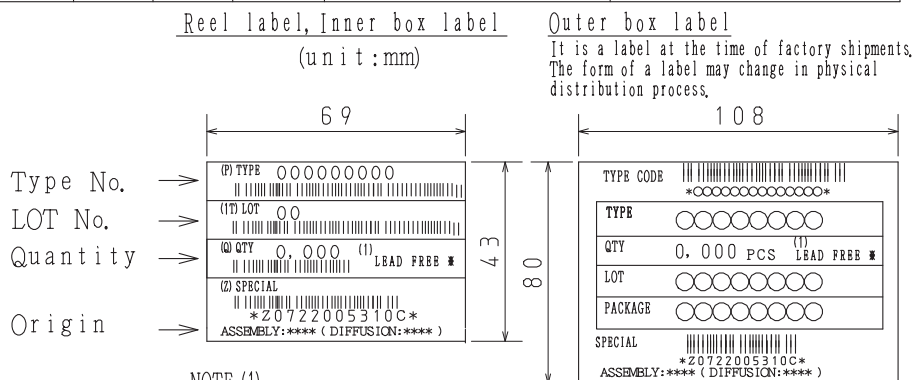 Reel label, Inner box label
(unit:mm)
69
Type No.
LOT No.
Quantity
Origin
(P) TYPE 000000000
(1T) LOT 00
(Q) QTY 0,000 (1) LEAD FREE *
(Z) SPECIAL
*Z0722005310C*
ASSEMBLY:**** (DIFFUSION:****)
43
NOTE (1)
Outer box label
It is a label at the time of factory shipments.
The form of a label may change in physical
distribution process.
108
80
TYPE CODE
*○○○○○○○○○○○○○○*
TYPE ○○○○○○○○
QTY 0,000 PCS (1) LEAD FREE *
LOT ○○○○○○○○
PACKAGE ○○○○○○○○
SPECIAL
*Z0722005310C*
ASSEMBLY:**** (DIFFUSION:****)